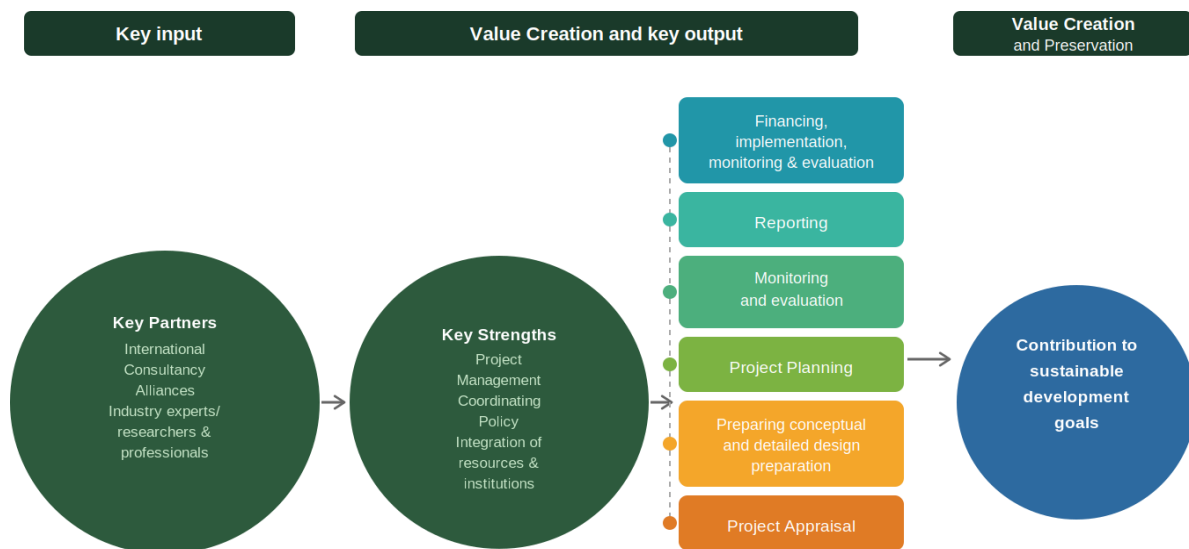 Key input
Value Creation and key output
Value Creation
and Preservation
Key Partners
International
Consultancy
Alliances
Industry experts/
researchers &
professionals
Key Strengths
Project
Management
Coordinating
Policy
Integration of
resources &
institutions
Financing,
implementation,
monitoring & evaluation
Reporting
Monitoring
and evaluation
Project Planning
Preparing conceptual
and detailed design
preparation
Project Appraisal
Contribution to
sustainable
development
goals